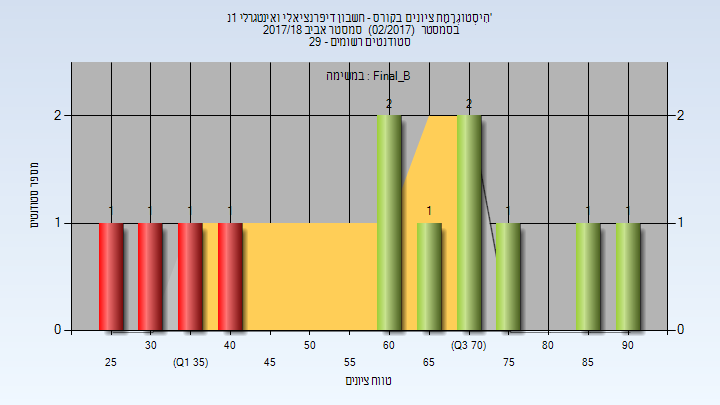 היסטוגרמת ציונים בקורס - חשבון דיפרנציאלי ואינטגרלי 1נ'
בסמסטר (02/2017) סמסטר אביב 2017/18
סטודנטים רשומים - 29
במשימה : Final_B
2 2 2 2
מספר סטודנטים
1 1 1 1 1 1 1 1 1 1
0 0
30 40 50 60 (Q3 70) 80 90
25 (Q1 35) 45 55 65 75 85
טווח ציונים